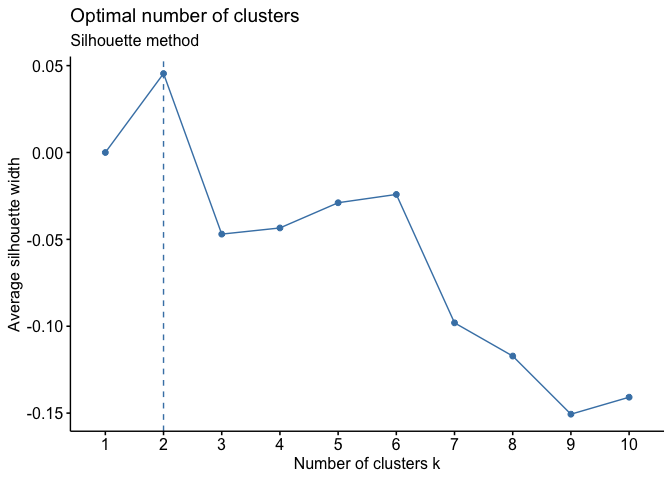 Optimal number of clusters
Silhouette method
0.05
0.00
-0.05
-0.10
-0.15
Average silhouette width
1 2 3 4 5 6 7 8 9 10
Number of clusters k